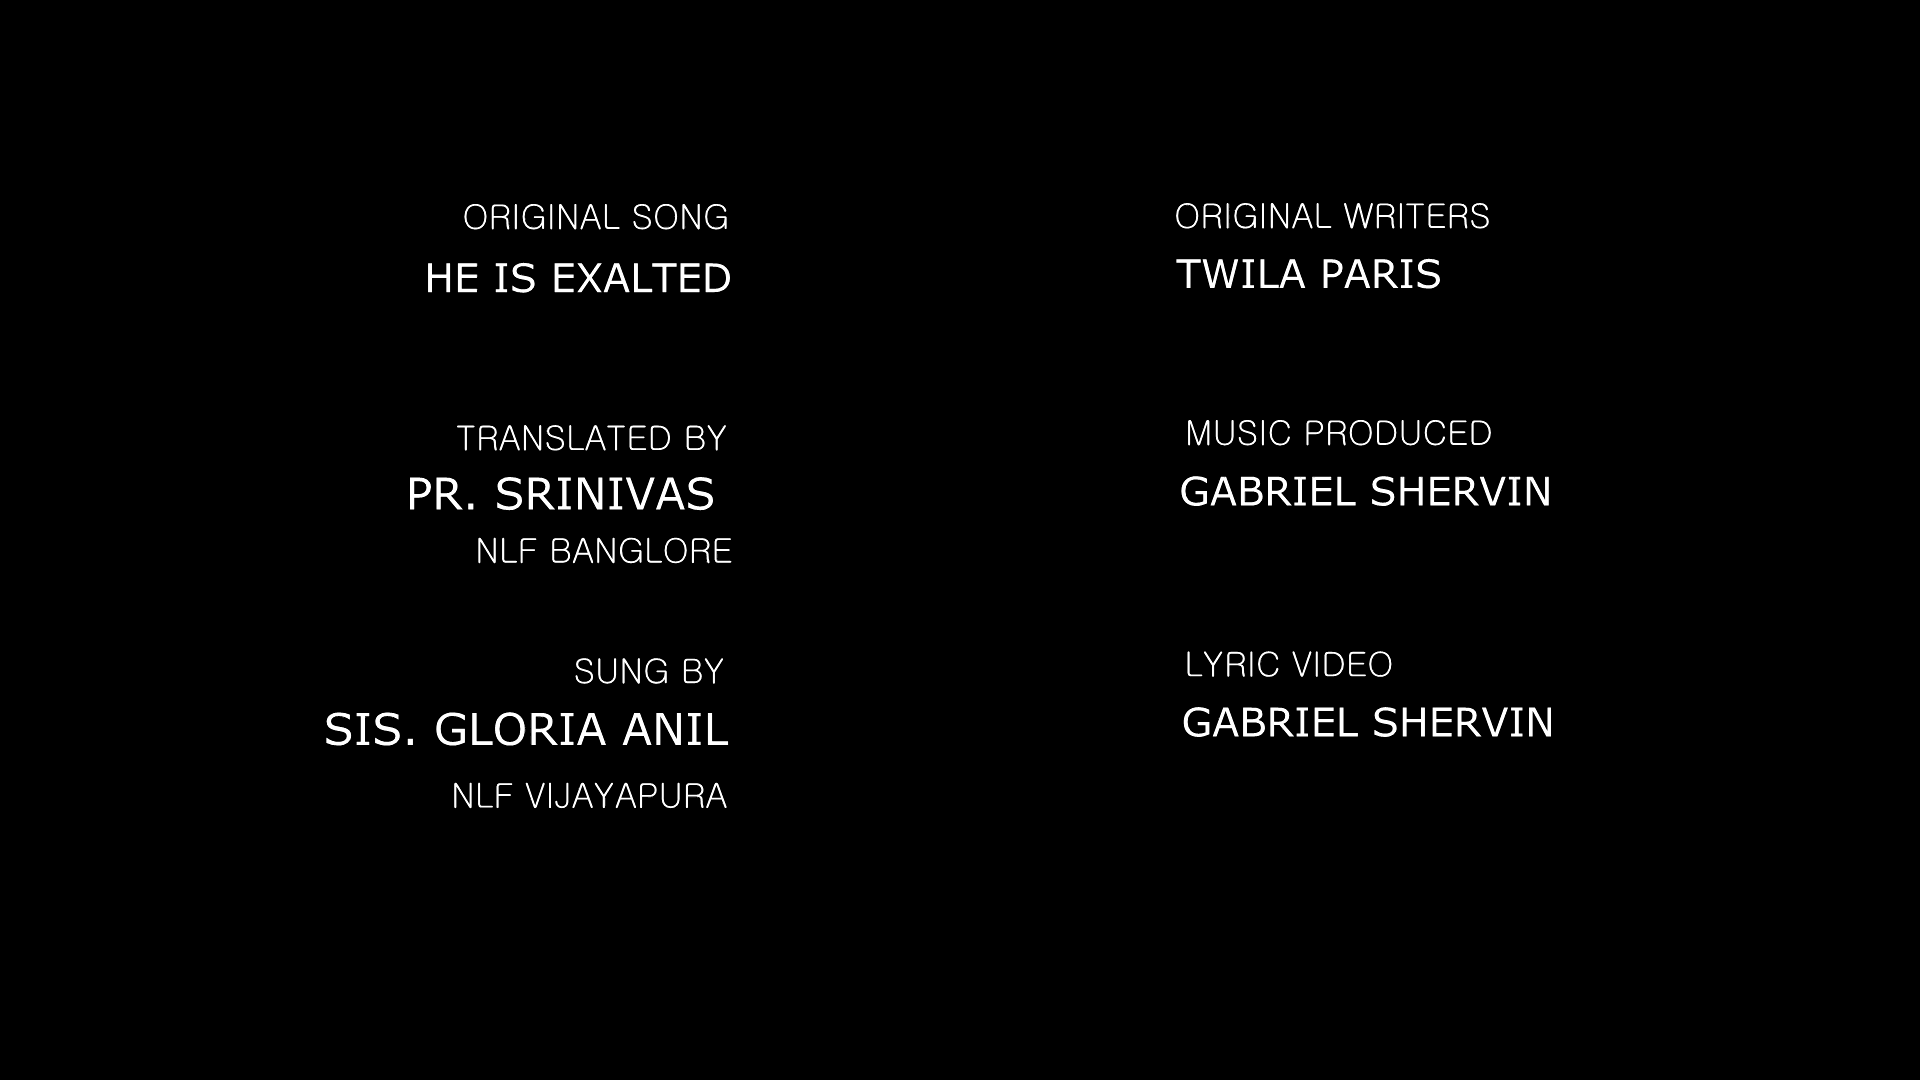 ORIGINAL SONG
HE IS EXALTED
TRANSLATED BY
PR. SRINIVAS
NLF BANGLORE
SUNG BY
SIS. GLORIA ANIL
NLF VIJAYAPURA
ORIGINAL WRITERS
TWILA PARIS
MUSIC PRODUCED
GABRIEL SHERVIN
LYRIC VIDEO
GABRIEL SHERVIN